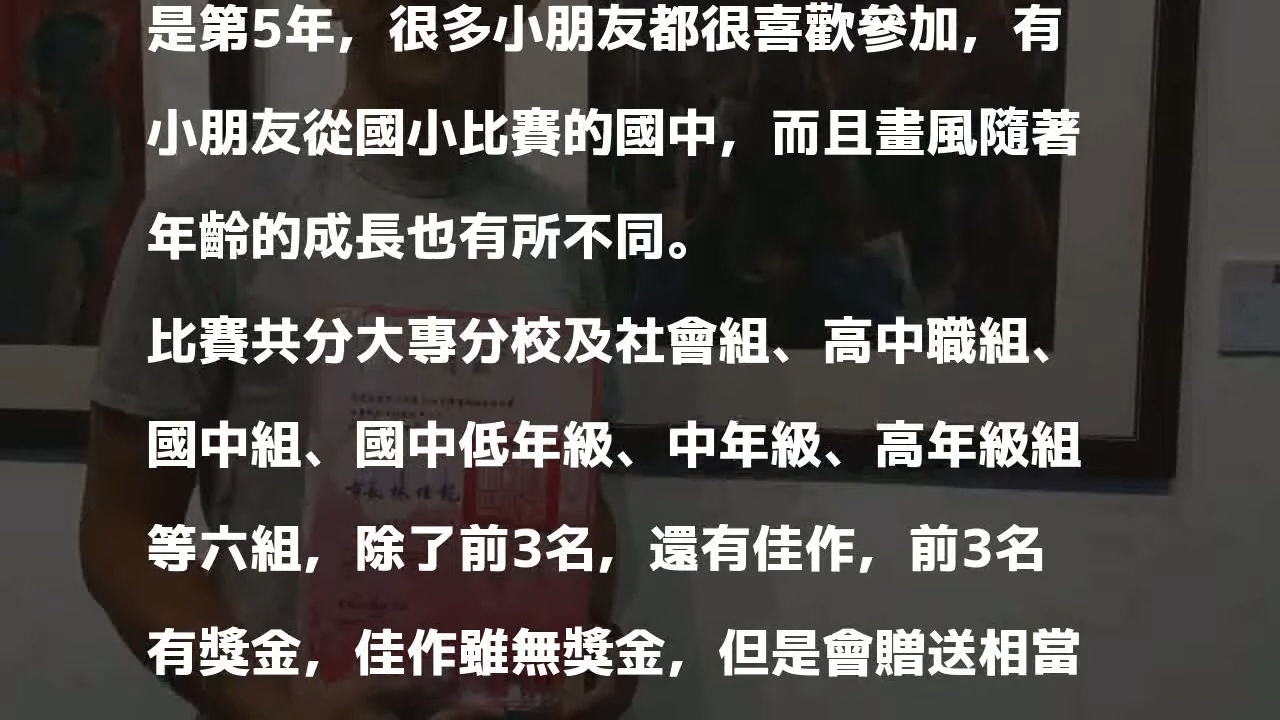 是第5年，很多小朋友都很喜歡參加，有
小朋友從國小比賽的國中，而且畫風隨著
年齡的成長也有所不同。
比賽共分大專分校及社會組、高中職組、
國中組、國中低年級、中年級、高年級組
等六組，除了前3名，還有佳作，前3名
有獎金，佳作雖無獎金，但是會贈送相當
市長林佳龍